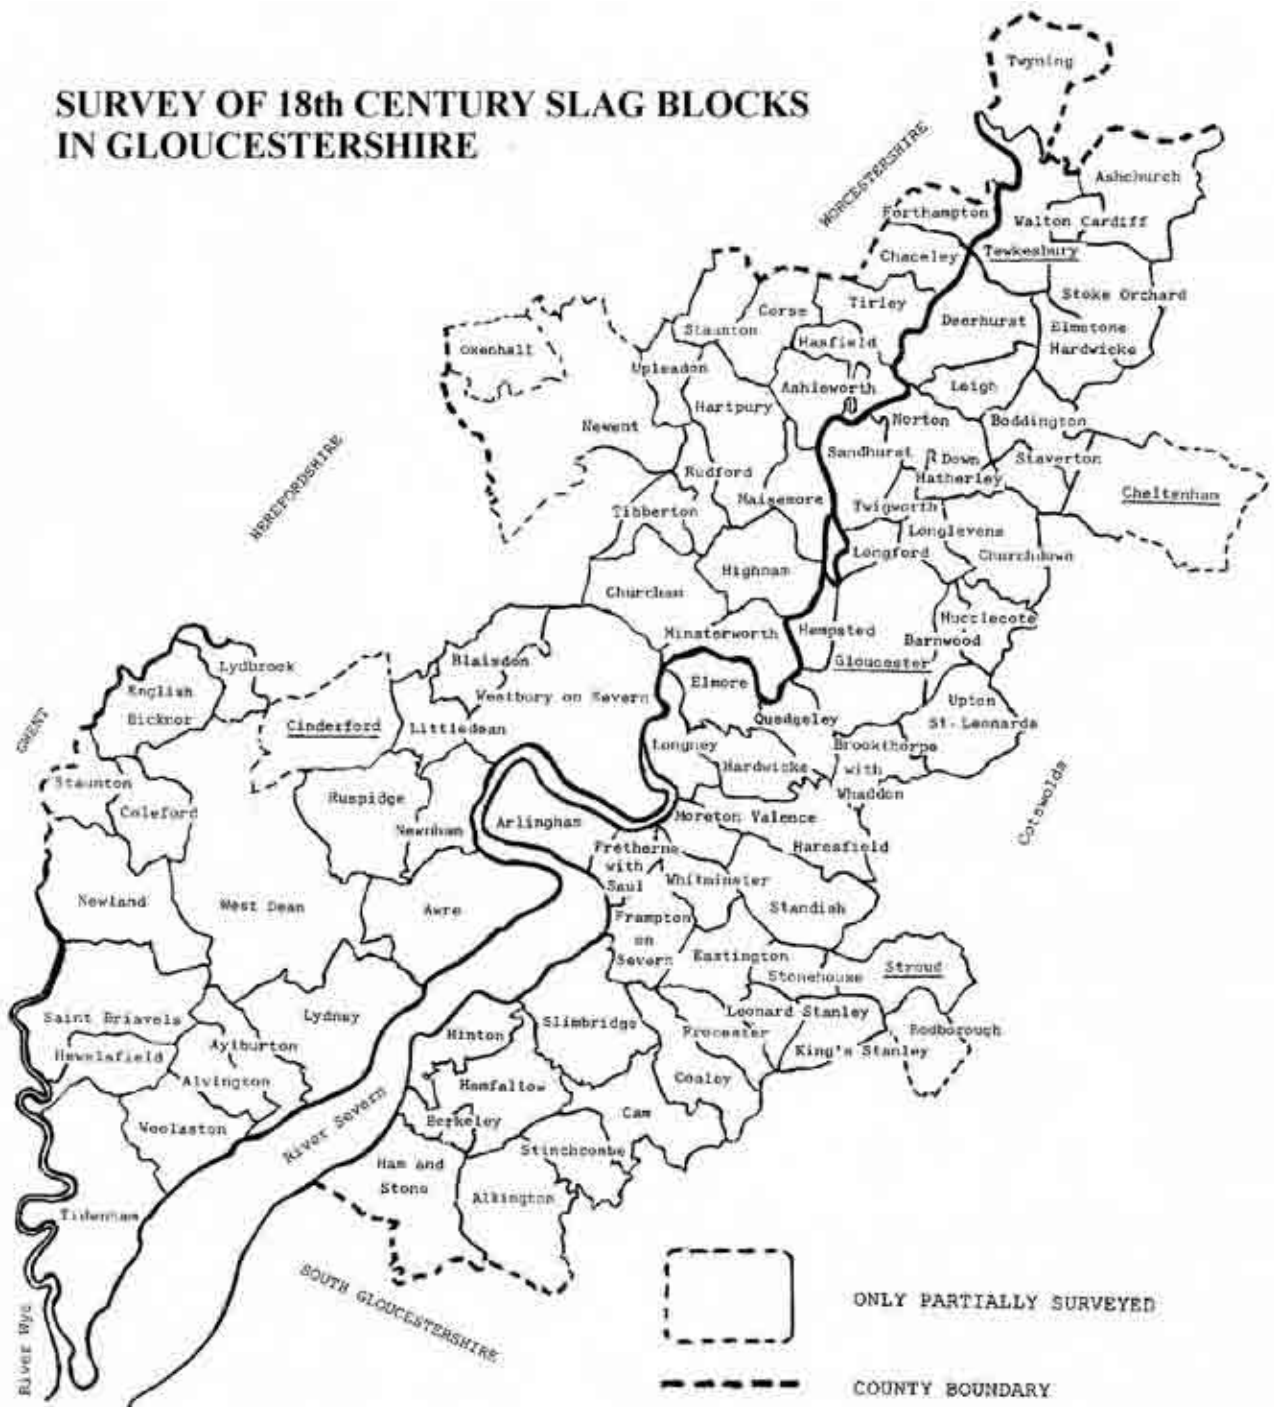 SURVEY OF 18th CENTURY SLAG BLOCKS
IN GLOUCESTERSHIRE
Twyning
WORCESTERSHIRE
Ashchurch
Forthampton
Walton Cardiff
Chaceley
Tewkesbury
Stoke Orchard
Tirley
Corse
Deerhurst
Staunton
Elmstone
Hardwicke
Hasfield
Oxenhall
Upleadon
Ashleworth
Leigh
Hartpury
Norton
Boddington
Newent
Sandhurst
Down
Hatherley
Staverton
Rudford
Maisemore
Cheltenham
HEREFORDSHIRE
Tibberton
Twigworth
Longlevens
Longford
Churchdown
Highnam
Churcham
Hucclecote
Minsterworth
Hempsted
Barnwood
Gloucester
Lydbrook
Blaisdon
English
Bicknor
Westbury on Severn
Elmore
Upton
St. Leonards
Cinderford
Littledean
Quedgeley
GWENT
Longney
Brookthorpe
with
Whaddon
Hardwicke
Staunton
Coleford
Ruspidge
Newnham
Arlingham
Moreton Valence
Cotswolds
Fretherne
with
Saul
Haresfield
Whitminster
Newland
West Dean
Awre
Standish
Frampton
on
Severn
Eastington
Stonehouse
Stroud
Saint Briavels
Lydney
Hinton
Slimbridge
Leonard Stanley
Frocester
Rodborough
Hewelsfield
Aylburton
King's Stanley
Alvington
Hamfallow
Coaley
Woolaston
River Severn
Berkeley
Cam
Stinchcombe
Ham and
Stone
Alkington
Tidenham
SOUTH GLOUCESTERSHIRE
River Wye
ONLY PARTIALLY SURVEYED
COUNTY BOUNDARY